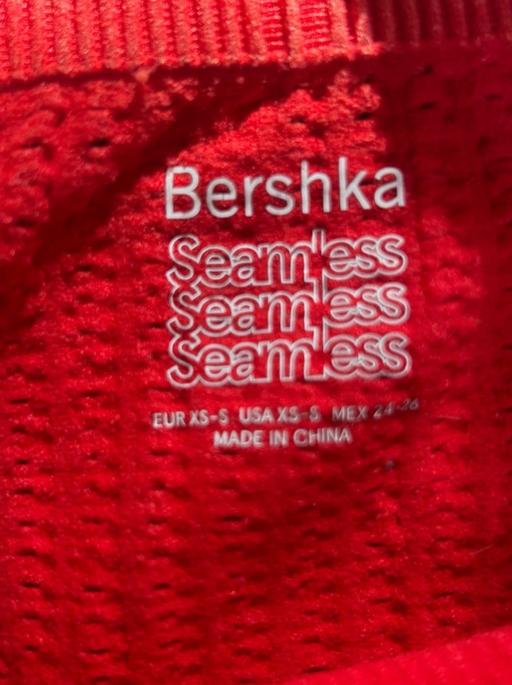 Bershka
Seamless
Seamless
Seamless
EUR XS-S USA XS-S MEX 24-26
MADE IN CHINA